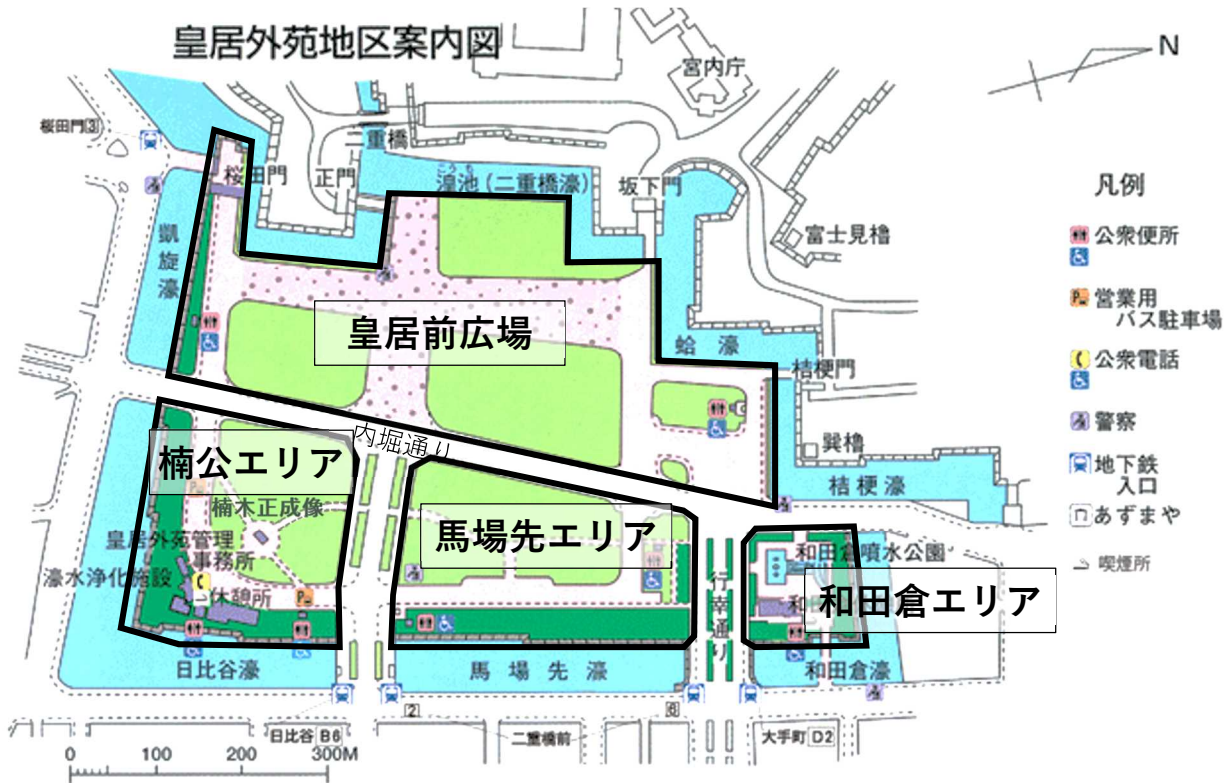 皇居外苑地区案内図
宮内庁
N
桜田門3
重橋
桜田門
正門
こうち
湟池(二重橋濠)
坂下門
富士見櫓
凱旋濠
皇居前広場
蛤濠
桔梗門
巽櫓
桔梗濠
内堀通り
楠公エリア
楠木正成像
皇居外苑管理
事務所
濠水浄化施設
休憩所
馬場先エリア
行幸通り
和田倉噴水公園
和田倉エリア
日比谷濠
馬場先濠
和田倉濠
2
日比谷 B6
二重橋前
大手町 D2
0 100 200 300M
凡例
公衆便所
営業用
バス駐車場
公衆電話
警察
地下鉄
入口
あずまや
喫煙所